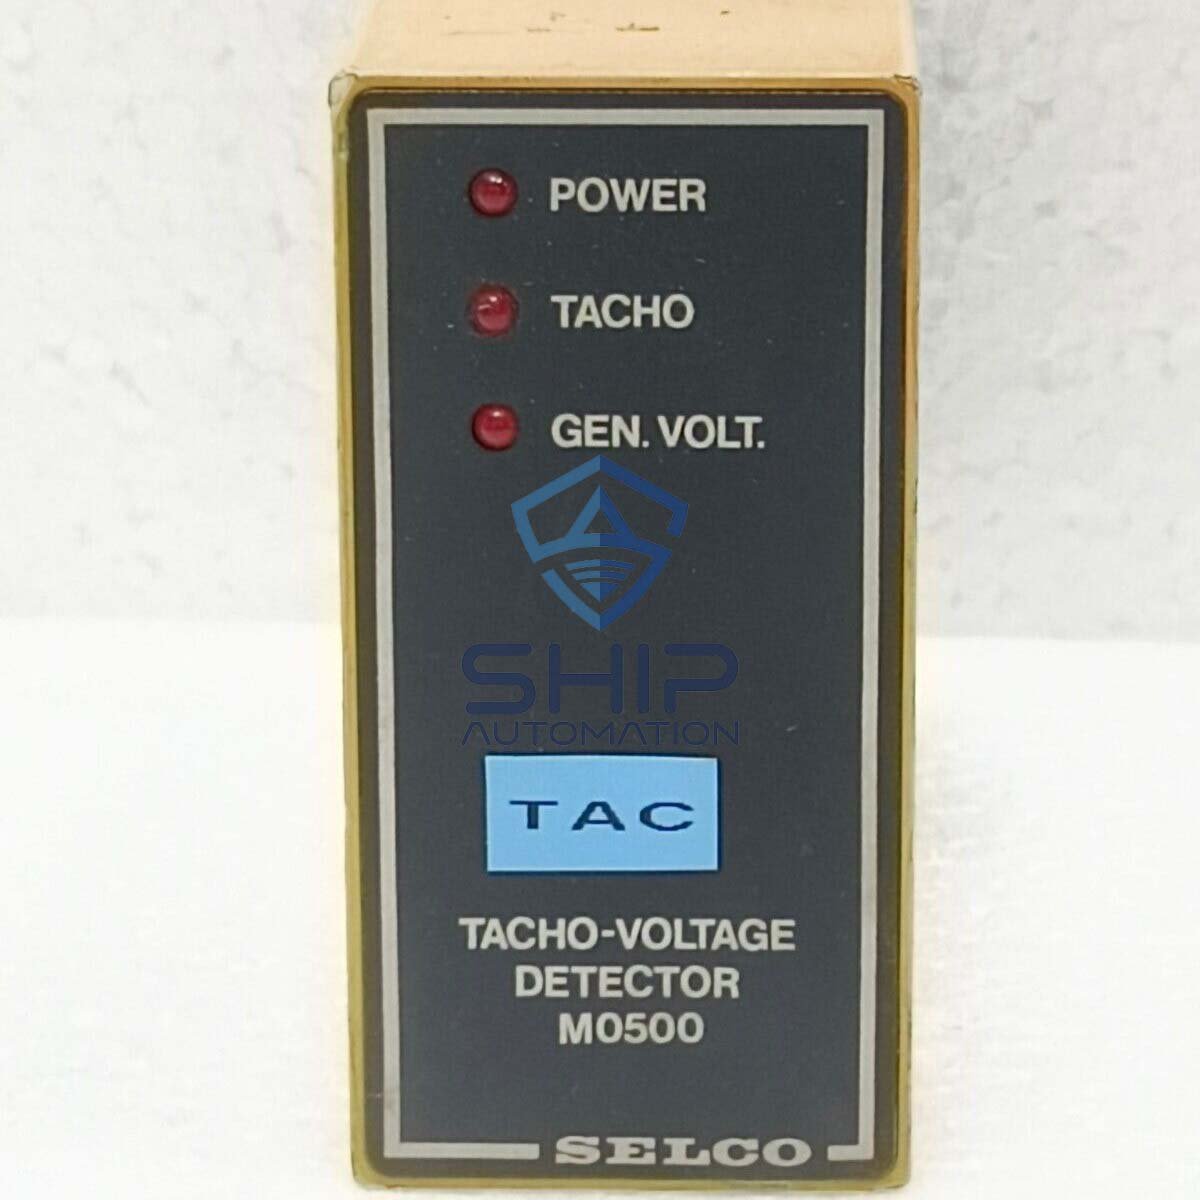 POWER
TACHO
GEN. VOLT.
SHIP
AUTOMATION
TAC
TACHO-VOLTAGE
DETECTOR
M0500
SELCO